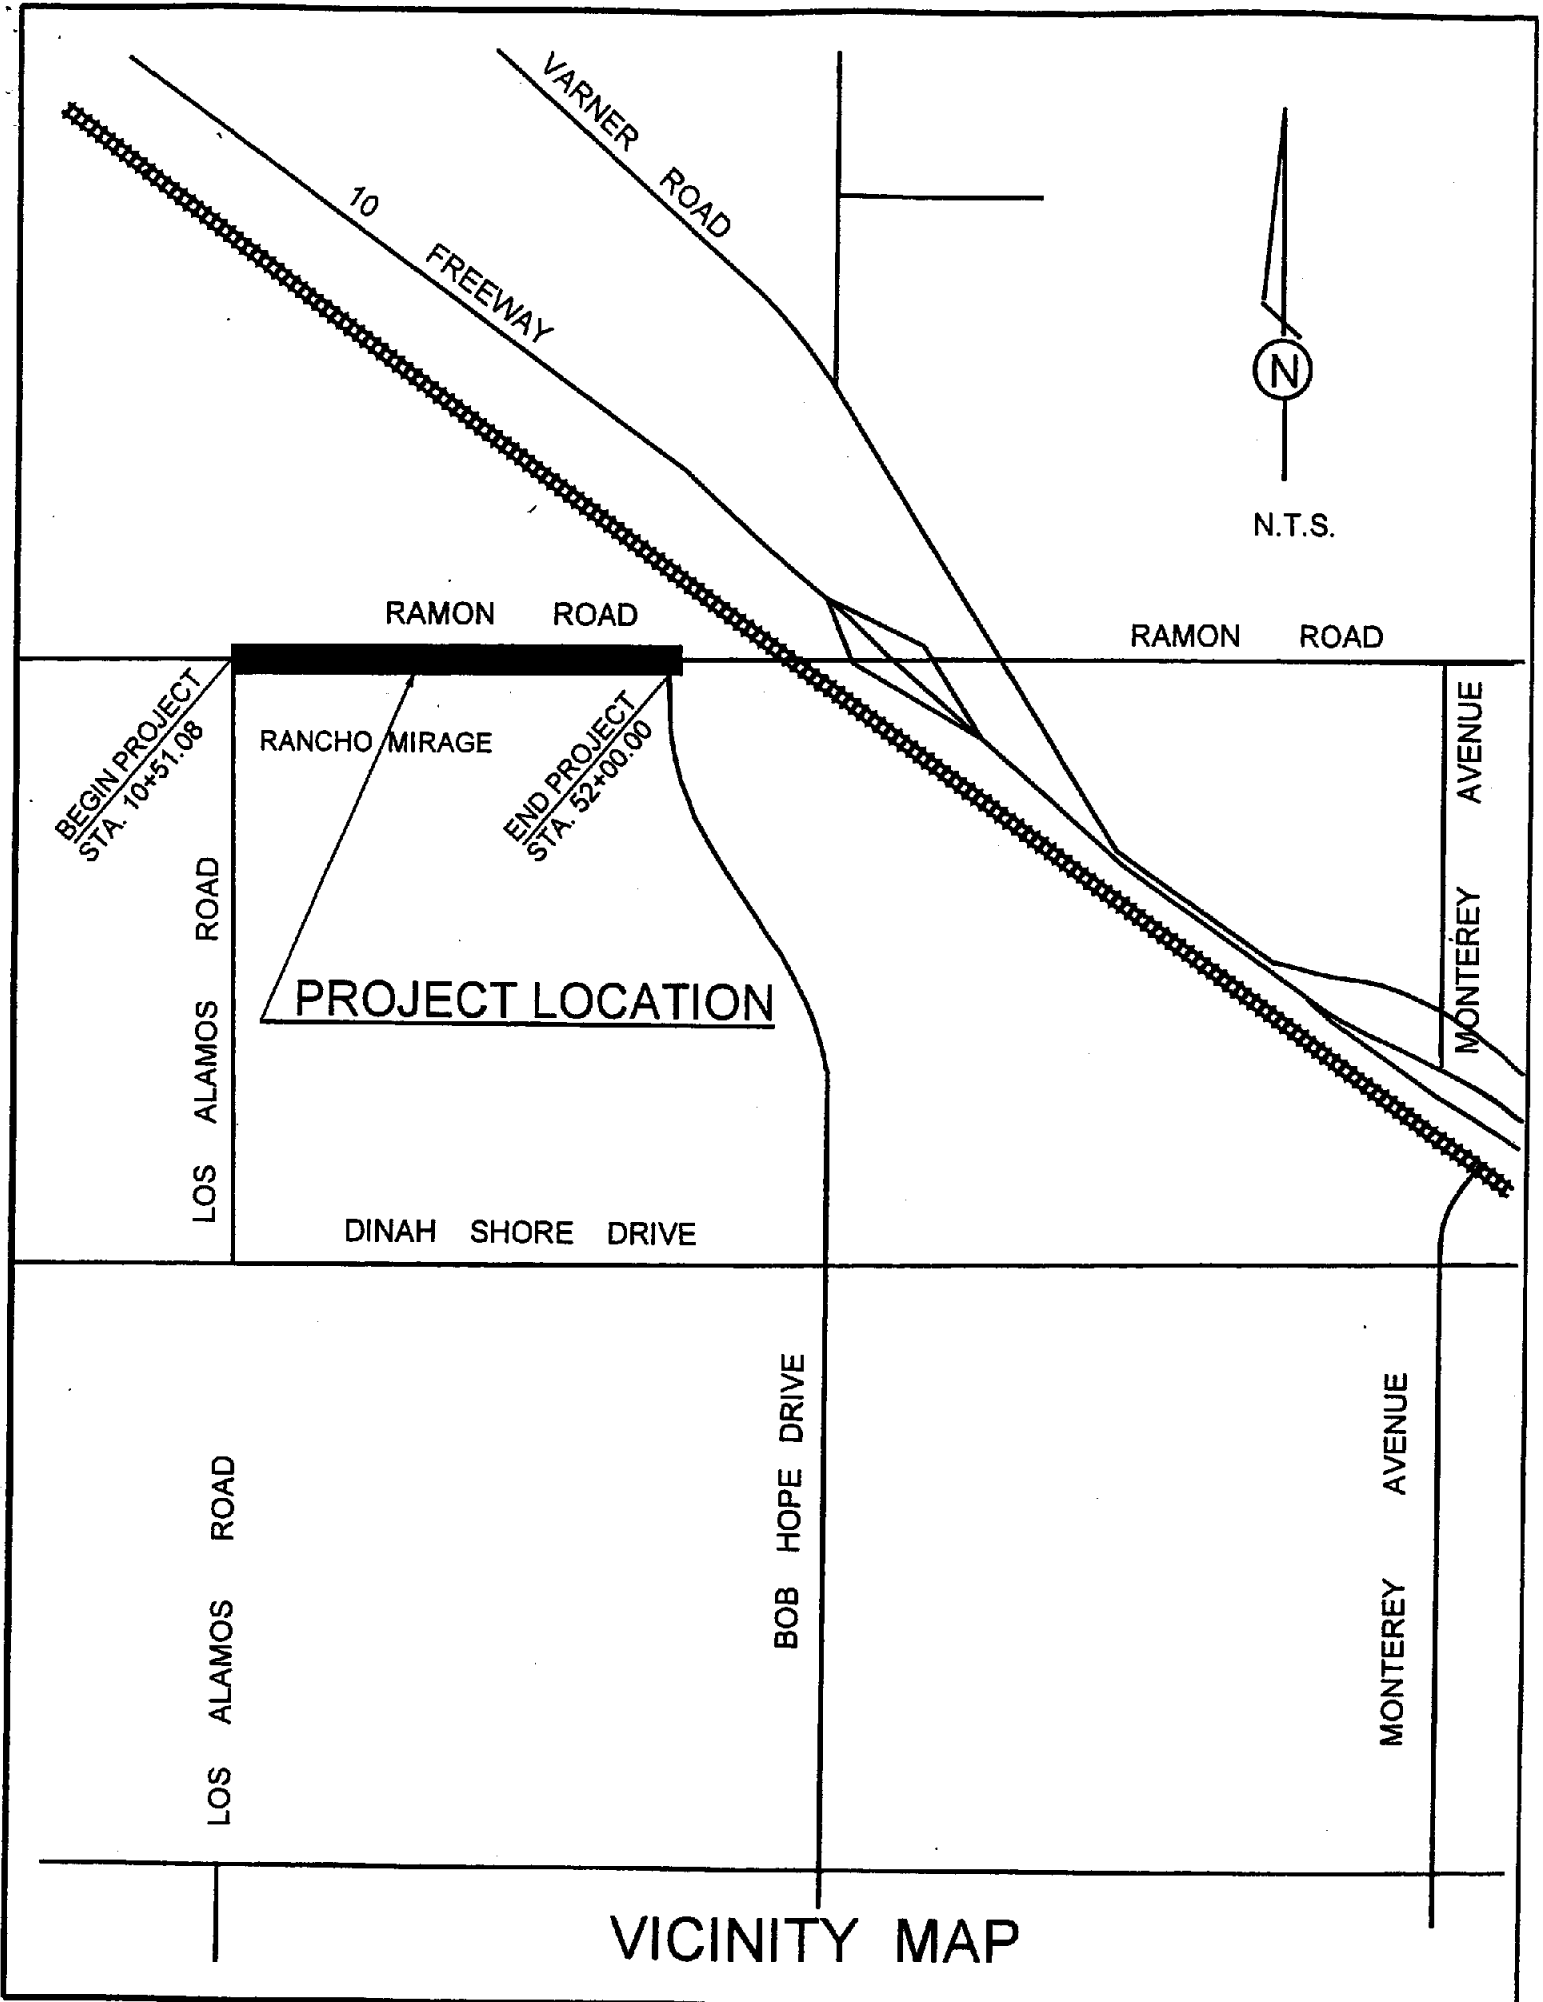 VARNER ROAD
10 FREEWAY
N
N.T.S.
RAMON ROAD
RAMON ROAD
BEGIN PROJECT
STA. 10+51.08
RANCHO MIRAGE
END PROJECT
STA. 52+00.00
MONTEREY AVENUE
LOS ALAMOS ROAD
PROJECT LOCATION
DINAH SHORE DRIVE
LOS ALAMOS ROAD
BOB HOPE DRIVE
MONTEREY AVENUE
VICINITY MAP